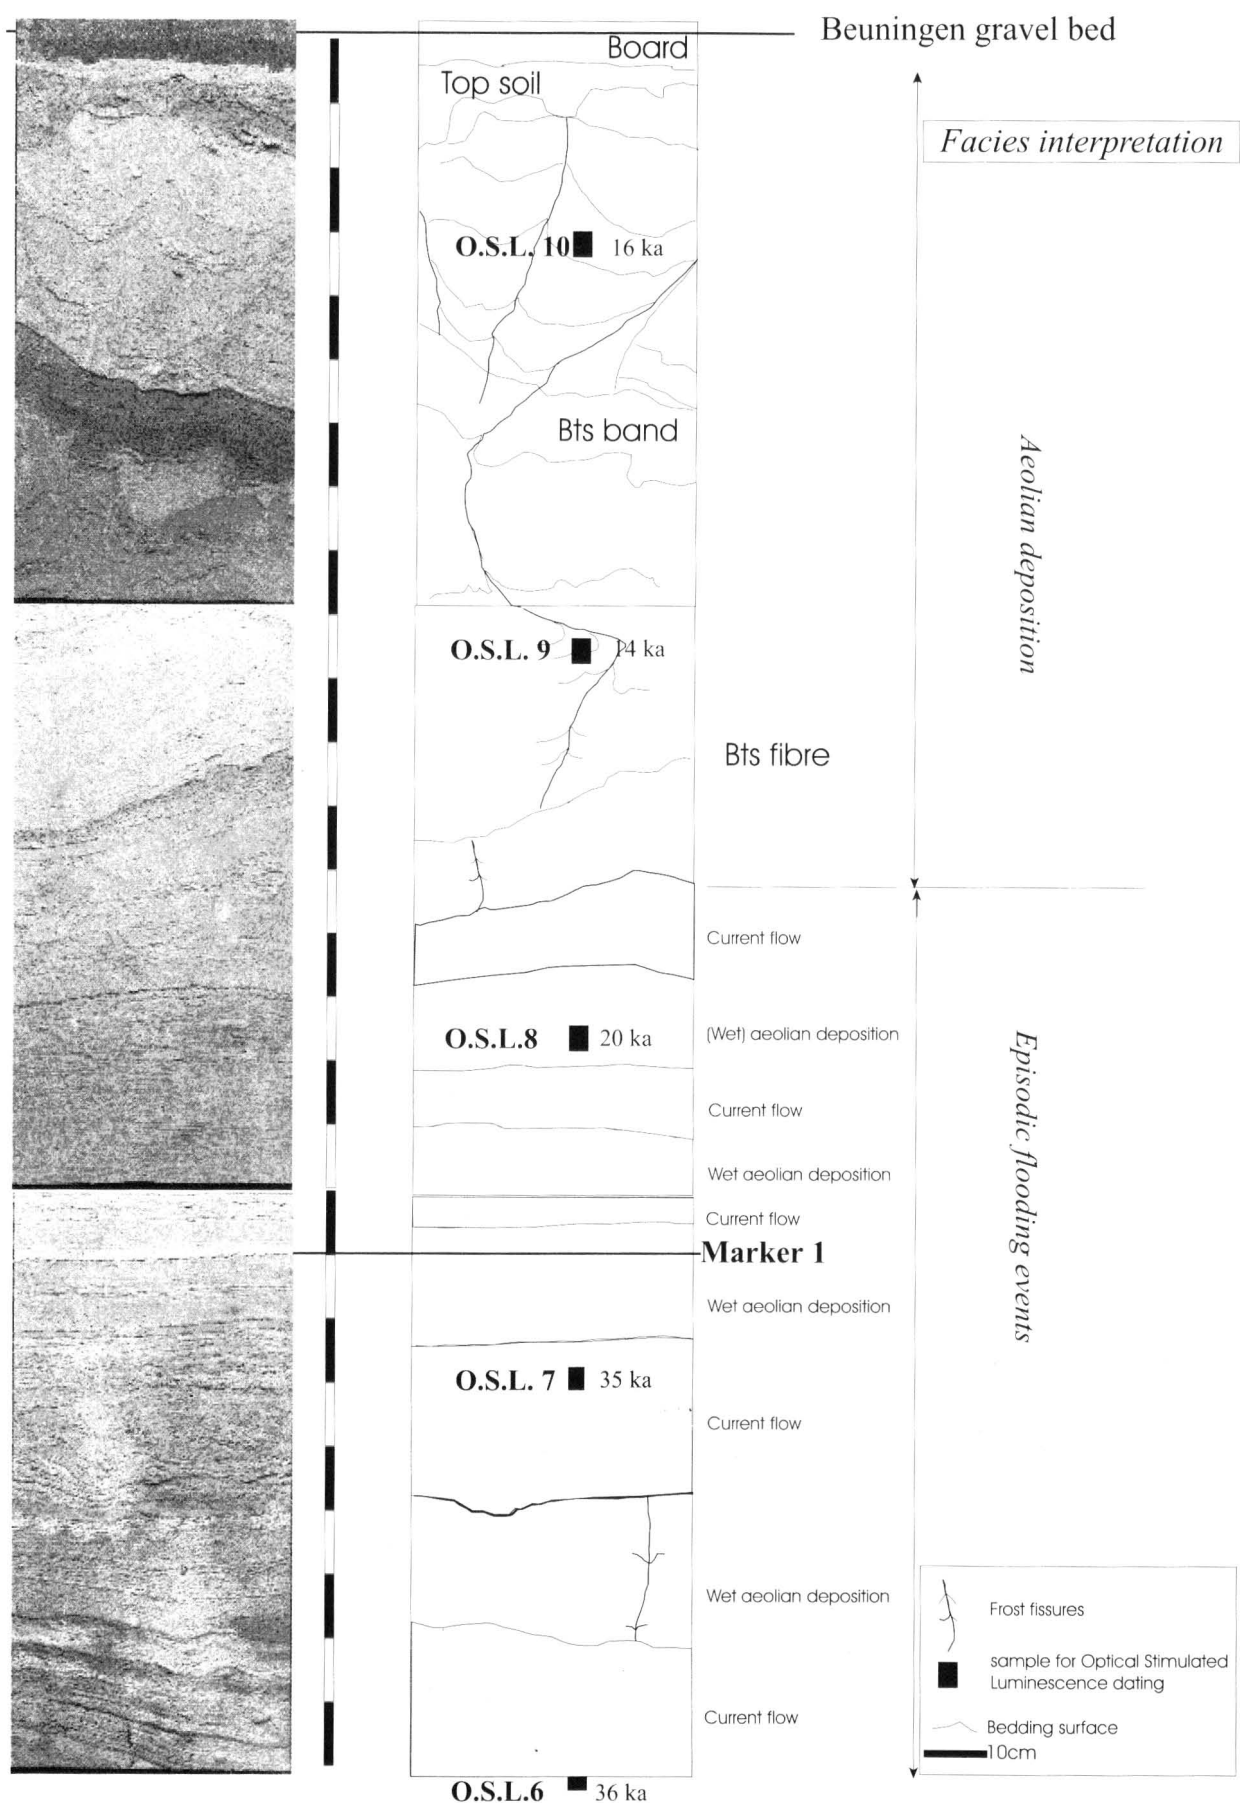 Beuningen gravel bed
Board
Top soil
Facies interpretation
O.S.L. 10 16 ka
Bts band
Aeolian deposition
O.S.L. 9 14 ka
Bts fibre
Current flow
O.S.L.8 20 ka (Wet) aeolian deposition
Episodic flooding events
Current flow
Wet aeolian deposition
Current flow
Marker 1
Wet aeolian deposition
O.S.L. 7 35 ka
Current flow
Wet aeolian deposition
Current flow
O.S.L.6 36 ka
Frost fissures
sample for Optical Stimulated
Luminescence dating
Bedding surface
10cm